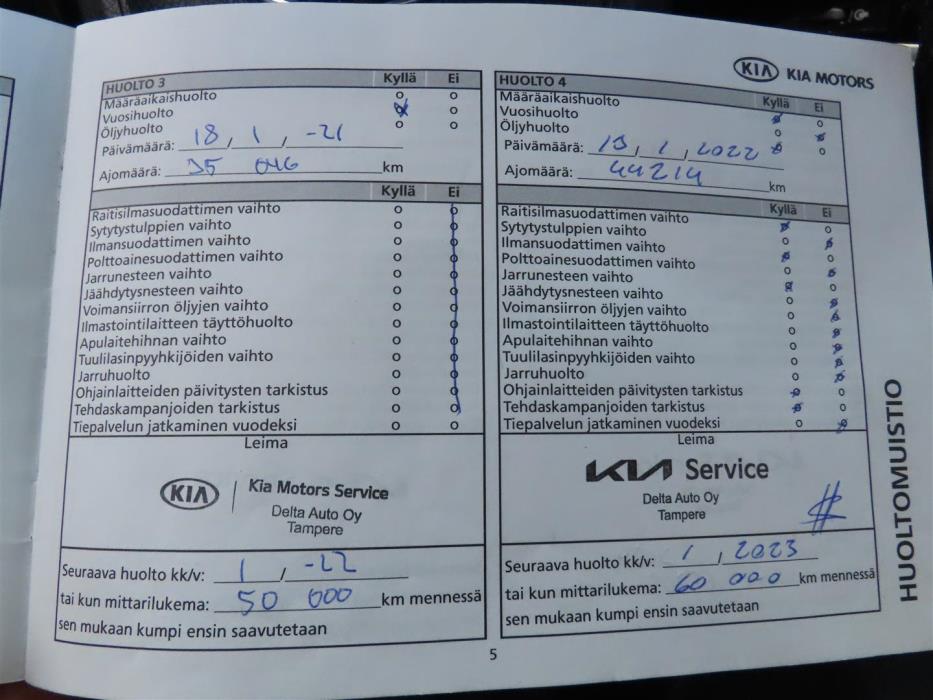 HUOLTO 3 Kyllä Ei
Määräaikaishuolto
Vuosihuolto
Öljyhuolto
Päivämäärä: 18, 1, -21
Ajomäärä: 35 046 km
Kyllä Ei
Raitisilmasuodattimen vaihto
Sytytystulppien vaihto
Ilmansuodattimen vaihto
Polttoainesuodattimen vaihto
Jarrunesteen vaihto
Jäähdytysnesteen vaihto
Voimansiirron öljyjen vaihto
Ilmastointilaitteen täyttöhuolto
Apulaitehihnan vaihto
Tuulilasinpyyhkijöiden vaihto
Jarruhuolto
Ohjainlaitteiden päivitysten tarkistus
Tehdaskampanjoiden tarkistus
Tiepalvelun jatkaminen vuodeksi
Leima
KIA Kia Motors Service
Delta Auto Oy
Tampere
Seuraava huolto kk/v: 1, -22
tai kun mittarilukema: 50 000 km mennessä
sen mukaan kumpi ensin saavutetaan
KIA KIA MOTORS
HUOLTO 4 Kyllä Ei
Määräaikaishuolto
Vuosihuolto
Öljyhuolto
Päivämäärä: 19, 1, 2022
Ajomäärä: 44214 km
Kyllä Ei
Raitisilmasuodattimen vaihto
Sytytystulppien vaihto
Ilmansuodattimen vaihto
Polttoainesuodattimen vaihto
Jarrunesteen vaihto
Jäähdytysnesteen vaihto
Voimansiirron öljyjen vaihto
Ilmastointilaitteen täyttöhuolto
Apulaitehihnan vaihto
Tuulilasinpyyhkijöiden vaihto
Jarruhuolto
Ohjainlaitteiden päivitysten tarkistus
Tehdaskampanjoiden tarkistus
Tiepalvelun jatkaminen vuodeksi
Leima
KIA Service
Delta Auto Oy
Tampere
Seuraava huolto kk/v: 1, 2023
tai kun mittarilukema: 60 000 km mennessä
sen mukaan kumpi ensin saavutetaan
HUOLTOMUISTIO
5